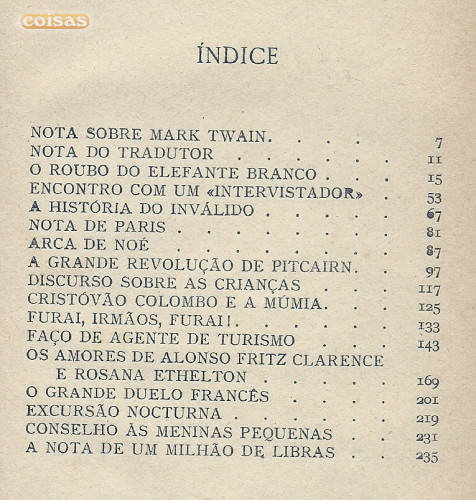 coisas
ÍNDICE
NOTA SOBRE MARK TWAIN. . . . . 7
NOTA DO TRADUTOR . . . . . . 11
O ROUBO DO ELEFANTE BRANCO . . . . 15
ENCONTRO COM UM «INTERVISTADOR» . . 53
A HISTÓRIA DO INVÁLIDO . . . . . 67
NOTA DE PARIS . . . . . . . 81
ARCA DE NOÉ . . . . . . . 87
A GRANDE REVOLUÇÃO DE PITCAIRN. . . 97
DISCURSO SOBRE AS CRIANÇAS . . . . 117
CRISTÓVÃO COLOMBO E A MÚMIA. . . . 125
FURAI, IRMÃOS, FURAI!. . . . . . 133
FAÇO DE AGENTE DE TURISMO . . . . 143
OS AMORES DE ALONSO FRITZ CLARENCE
E ROSANA ETHELTON . . . . . 169
O GRANDE DUELO FRANCÊS . . . . . 201
EXCURSÃO NOCTURNA . . . . . . 219
CONSELHO ÀS MENINAS PEQUENAS . . . 231
A NOTA DE UM MILHÃO DE LIBRAS . . . 235